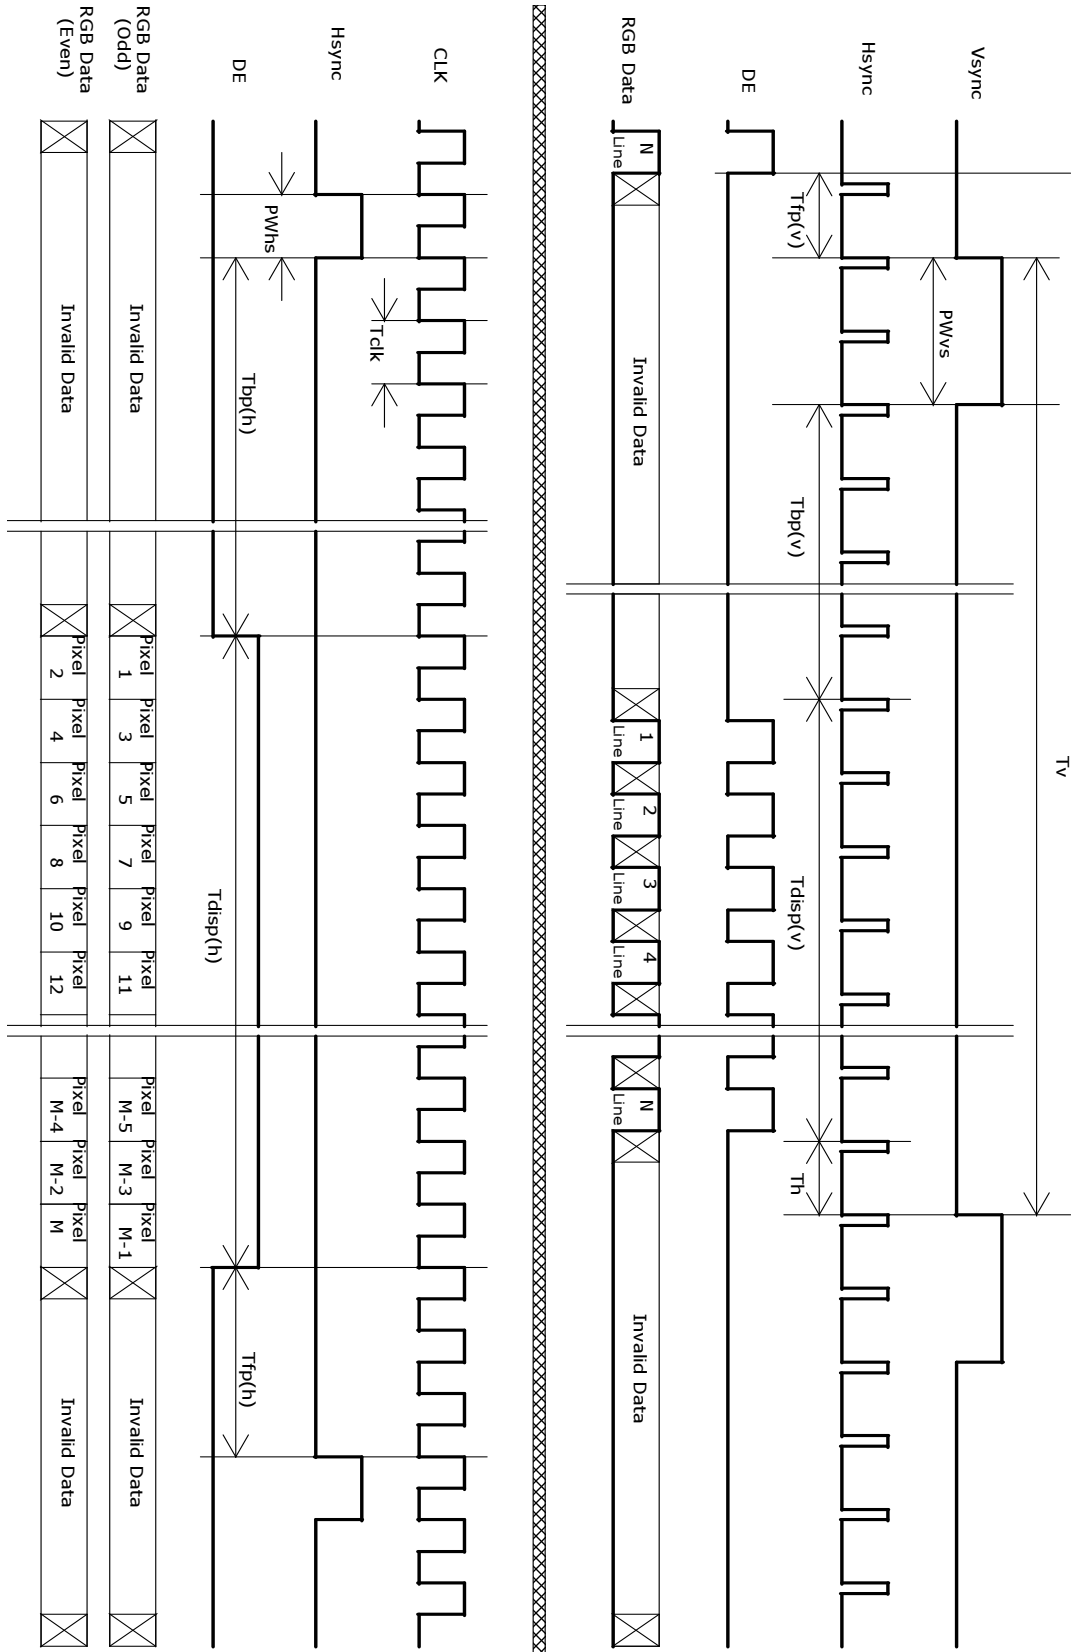 Vsync
Tv
PWvs
Hsync
Tfp(v)
Tbp(v)
Tdisp(v)
Th
DE
RGB Data
N
Line
Invalid Data
1
Line
2
Line
3
Line
4
Line
N
Line
Invalid Data
CLK
Tclk
Hsync
PWhs
DE
Tbp(h)
Tdisp(h)
Tfp(h)
RGB Data
(Odd)
Invalid Data
Pixel
1
Pixel
3
Pixel
5
Pixel
7
Pixel
9
Pixel
11
Pixel
M-5
Pixel
M-3
Pixel
M-1
Invalid Data
RGB Data
(Even)
Invalid Data
Pixel
2
Pixel
4
Pixel
6
Pixel
8
Pixel
10
Pixel
12
Pixel
M-4
Pixel
M-2
Pixel
M
Invalid Data